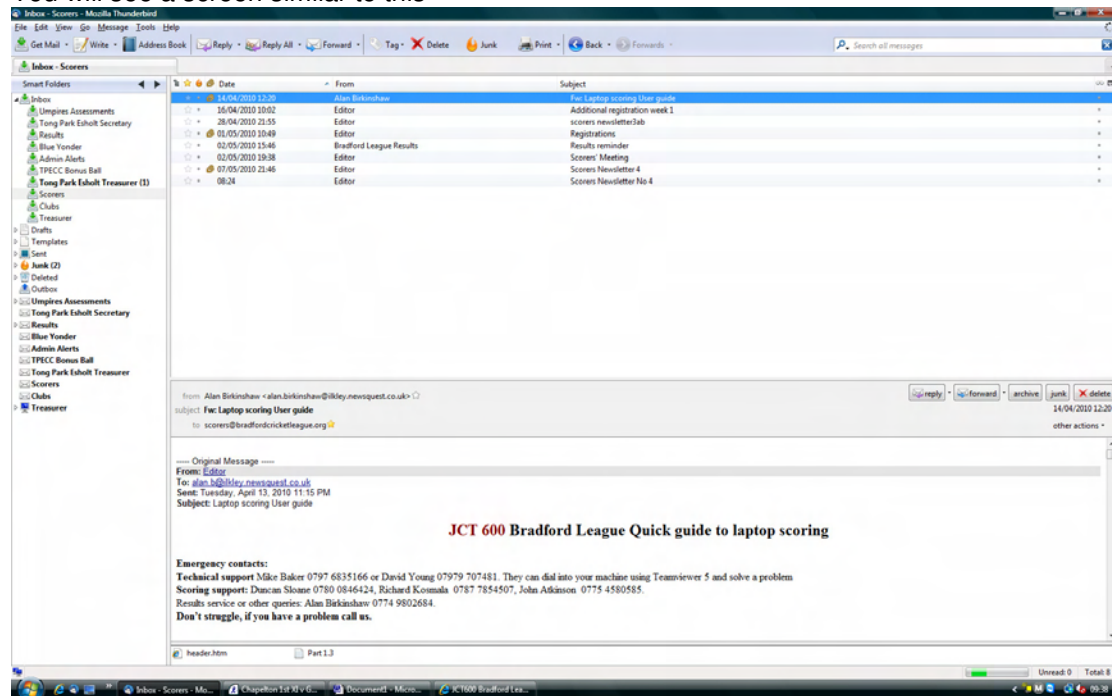 You will see a screen similar to this
Inbox - Scorers - Mozilla Thunderbird
File Edit View Go Message Tools Help
Get Mail Write Address Book Reply Reply All Forward Tag Delete Junk Print Back Forwards Search all messages
Inbox - Scorers
Smart Folders
Date From Subject
14/04/2010 12:20 Alan Birkinshaw Fw: Laptop scoring User guide
16/04/2010 10:02 Editor Additional registration week 1
28/04/2010 21:55 Editor scorers newsletter3ab
01/05/2010 10:49 Editor Registrations
02/05/2010 15:46 Bradford League Results Results reminder
02/05/2010 19:38 Editor Scorers' Meeting
07/05/2010 21:46 Editor Scorers Newsletter 4
08:24 Editor Scorers Newsletter No 4
Inbox
Umpires Assessments
Tong Park Esholt Secretary
Results
Blue Yonder
Admin Alerts
TPECC Bonus Ball
Tong Park Esholt Treasurer (1)
Scorers
Clubs
Treasurer
Drafts
Templates
Sent
Junk (2)
Deleted
Outbox
Umpires Assessments
Tong Park Esholt Secretary
Results
Blue Yonder
Admin Alerts
TPECC Bonus Ball
Tong Park Esholt Treasurer
Scorers
Clubs
Treasurer
from Alan Birkinshaw <alan.birkinshaw@ilkley.newsquest.co.uk>
reply forward archive junk delete
subject Fw: Laptop scoring User guide
14/04/2010 12:20
to scorers@bradfordcricketleague.org
other actions
----- Original Message -----
From: Editor
To: alan.b@ilkley.newsquest.co.uk
Sent: Tuesday, April 13, 2010 11:15 PM
Subject: Laptop scoring User guide
JCT 600 Bradford League Quick guide to laptop scoring
Emergency contacts:
Technical support Mike Baker 0797 6835166 or David Young 07979 707481. They can dial into your machine using Teamviewer 5 and solve a problem
Scoring support: Duncan Sloane 0780 0846424, Richard Kosmala 0787 7854507, John Atkinson 0775 4580585.
Results service or other queries: Alan Birkinshaw 0774 9802684.
Don't struggle, if you have a problem call us.
header.htm Part 1.3
Unread: 0 Total: 8
Inbox - Scorers - Mo... Chapelton 1st XI v G... Document1 - Micro... JCT600 Bradford Lea... 09:38